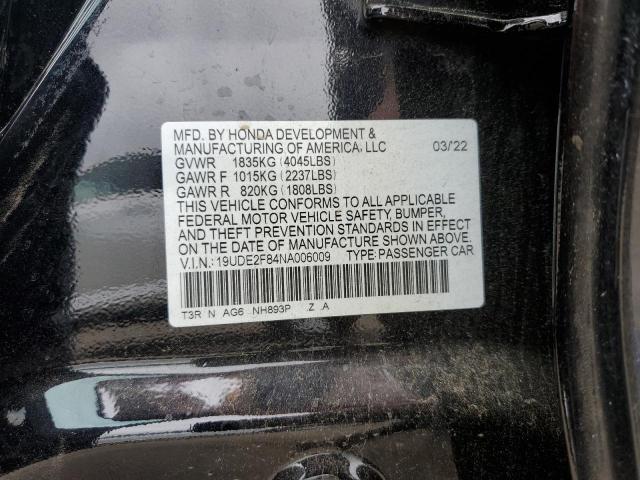 MFD. BY HONDA DEVELOPMENT &
MANUFACTURING OF AMERICA, LLC 03/22
GVWR 1835KG (4045LBS)
GAWR F 1015KG (2237LBS)
GAWR R 820KG (1808LBS)
THIS VEHICLE CONFORMS TO ALL APPLICABLE
FEDERAL MOTOR VEHICLE SAFETY, BUMPER,
AND THEFT PREVENTION STANDARDS IN EFFECT
ON THE DATE OF MANUFACTURE SHOWN ABOVE.
V.I.N.: 19UDE2F84NA006009 TYPE: PASSENGER CAR
T3R N AG6 NH893P Z A